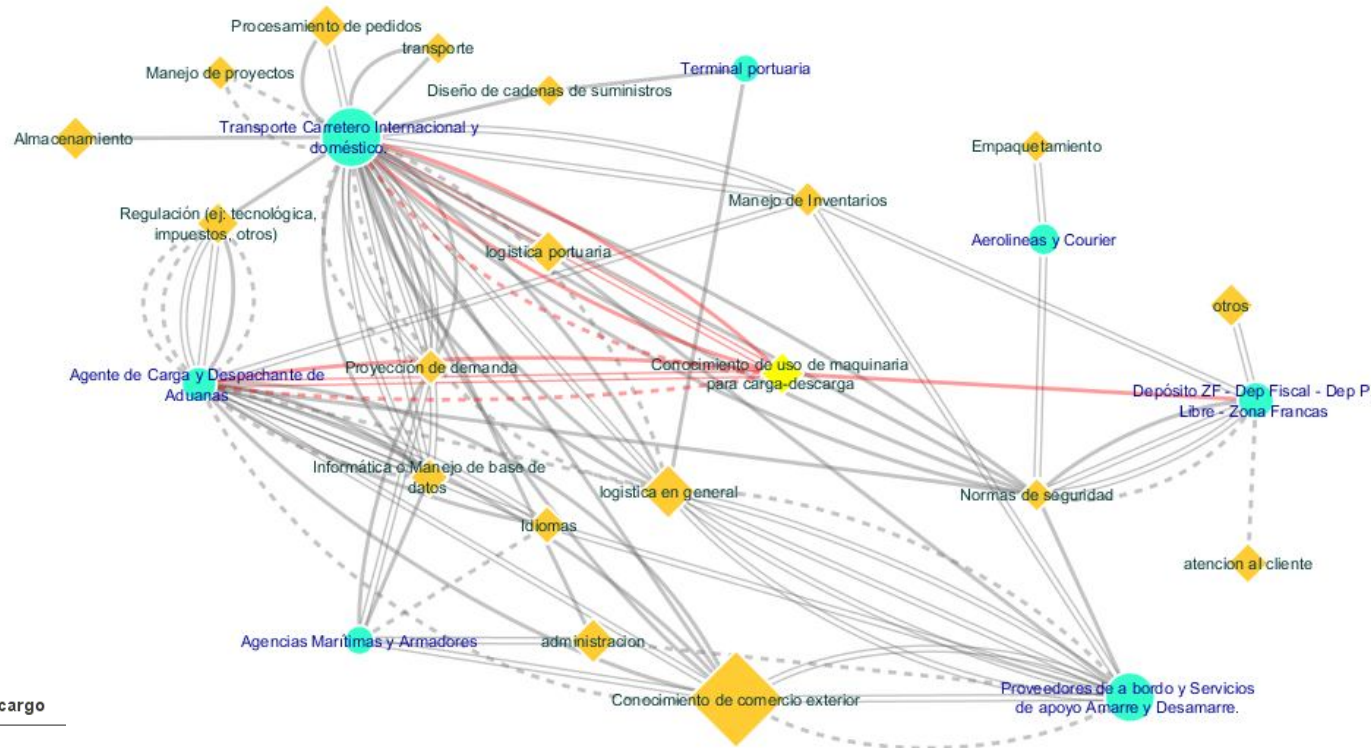 Procesamiento de pedidos
transporte
Manejo de proyectos
Terminal portuaria
Diseño de cadenas de suministros
Almacenamiento
Transporte Carretero Internacional y
doméstico.
Empaquetamiento
Manejo de Inventarios
Regulación (ej: tecnológica,
impuestos, otros)
Aerolineas y Courier
logistica portuaria
otros
Proyección de demanda
Conocimiento de uso de maquinaria
para carga-descarga
Agente de Carga y Despachante de
Aduanas
Depósito ZF - Dep Fiscal - Dep P
Libre - Zona Francas
Informática o Manejo de base de
datos
logistica en general
Normas de seguridad
Idiomas
atencion al cliente
Agencias Marítimas y Armadores
administracion
Conocimiento de comercio exterior
Proveedores de a bordo y Servicios
de apoyo Amarre y Desamarre.
cargo